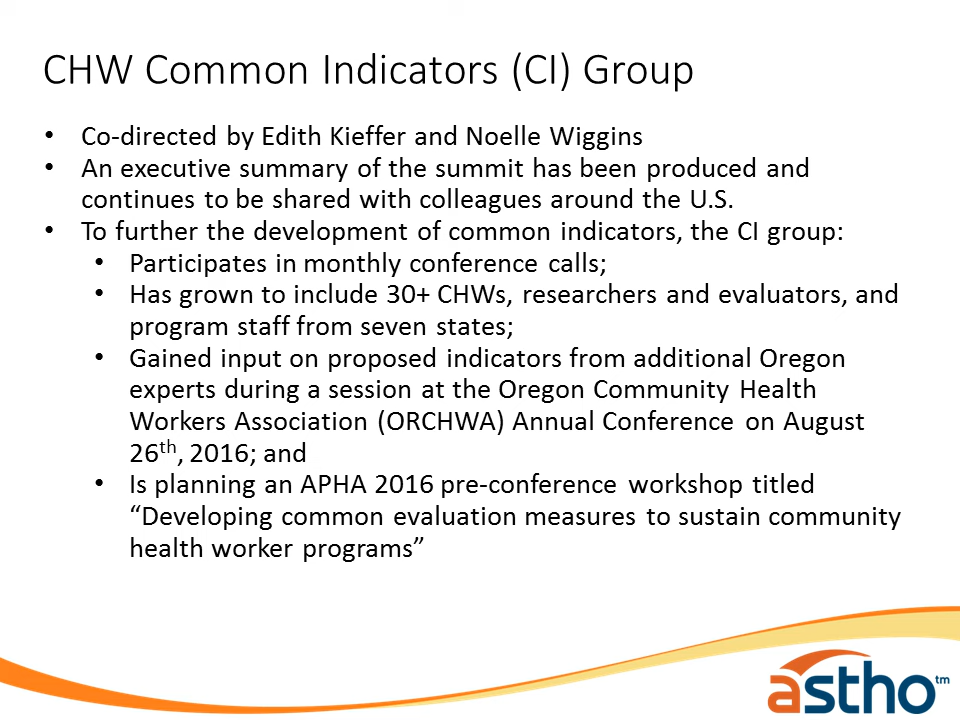 CHW Common Indicators (CI) Group
• Co-directed by Edith Kieffer and Noelle Wiggins
• An executive summary of the summit has been produced and
continues to be shared with colleagues around the U.S.
• To further the development of common indicators, the CI group:
• Participates in monthly conference calls;
• Has grown to include 30+ CHWs, researchers and evaluators, and
program staff from seven states;
• Gained input on proposed indicators from additional Oregon
experts during a session at the Oregon Community Health
Workers Association (ORCHWA) Annual Conference on August
26th, 2016; and
• Is planning an APHA 2016 pre-conference workshop titled
“Developing common evaluation measures to sustain community
health worker programs”
astho™